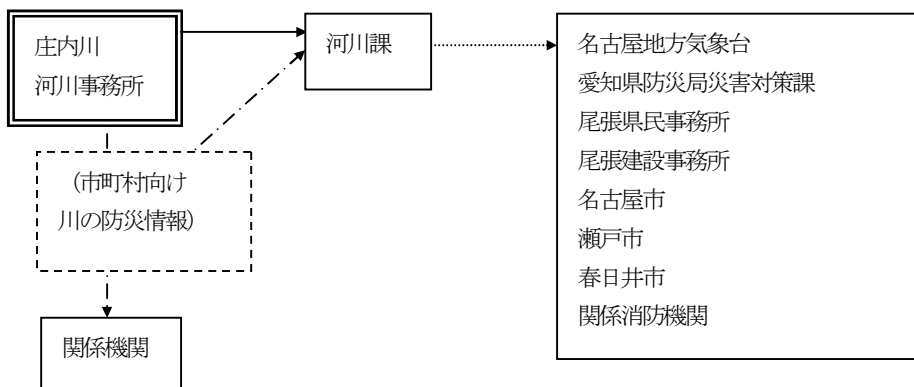 庄内川
河川事務所
河川課
名古屋地方気象台
愛知県防災局災害対策課
尾張県民事務所
尾張建設事務所
名古屋市
瀬戸市
春日井市
関係消防機関
（市町村向け
川の防災情報）
関係機関